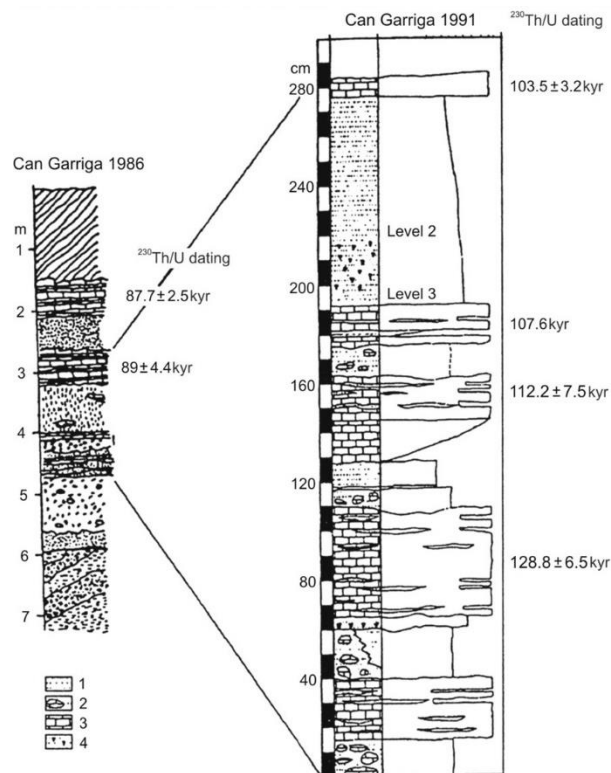 Can Garriga 1991
²³⁰Th/U dating
cm
280
103.5±3.2kyr
240
Level 2
200
Level 3
107.6kyr
160
112.2±7.5kyr
120
80
128.8±6.5kyr
40
Can Garriga 1986
m
²³⁰Th/U dating
1
2
87.7±2.5kyr
3
89±4.4kyr
4
5
6
7
1
2
3
4